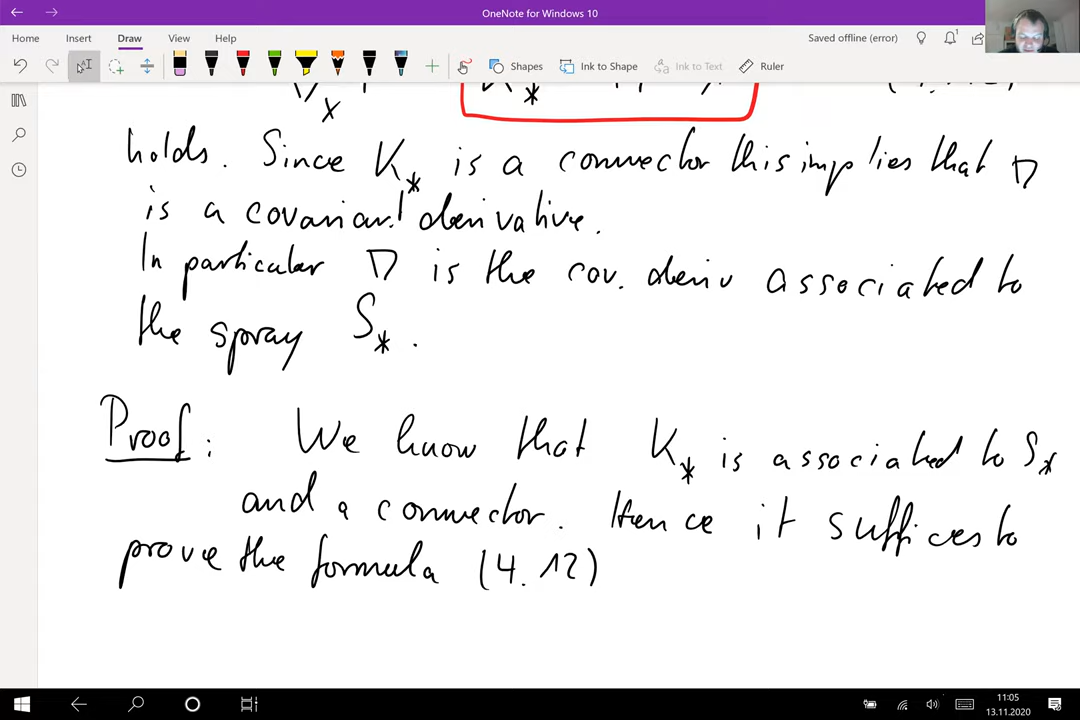 OneNote for Windows 10
Home Insert Draw View Help Saved offline (error)
Shapes Ink to Shape Ink to Text Ruler
holds. Since K* is a connector this implies that ∇
is a covariant derivative.
In particular ∇ is the cov. deriv associated to
the spray S*.
Proof: We know that K* is associated to S*
and a connector. Hence it suffices to
prove the formula (4.12)
11:05
13.11.2020